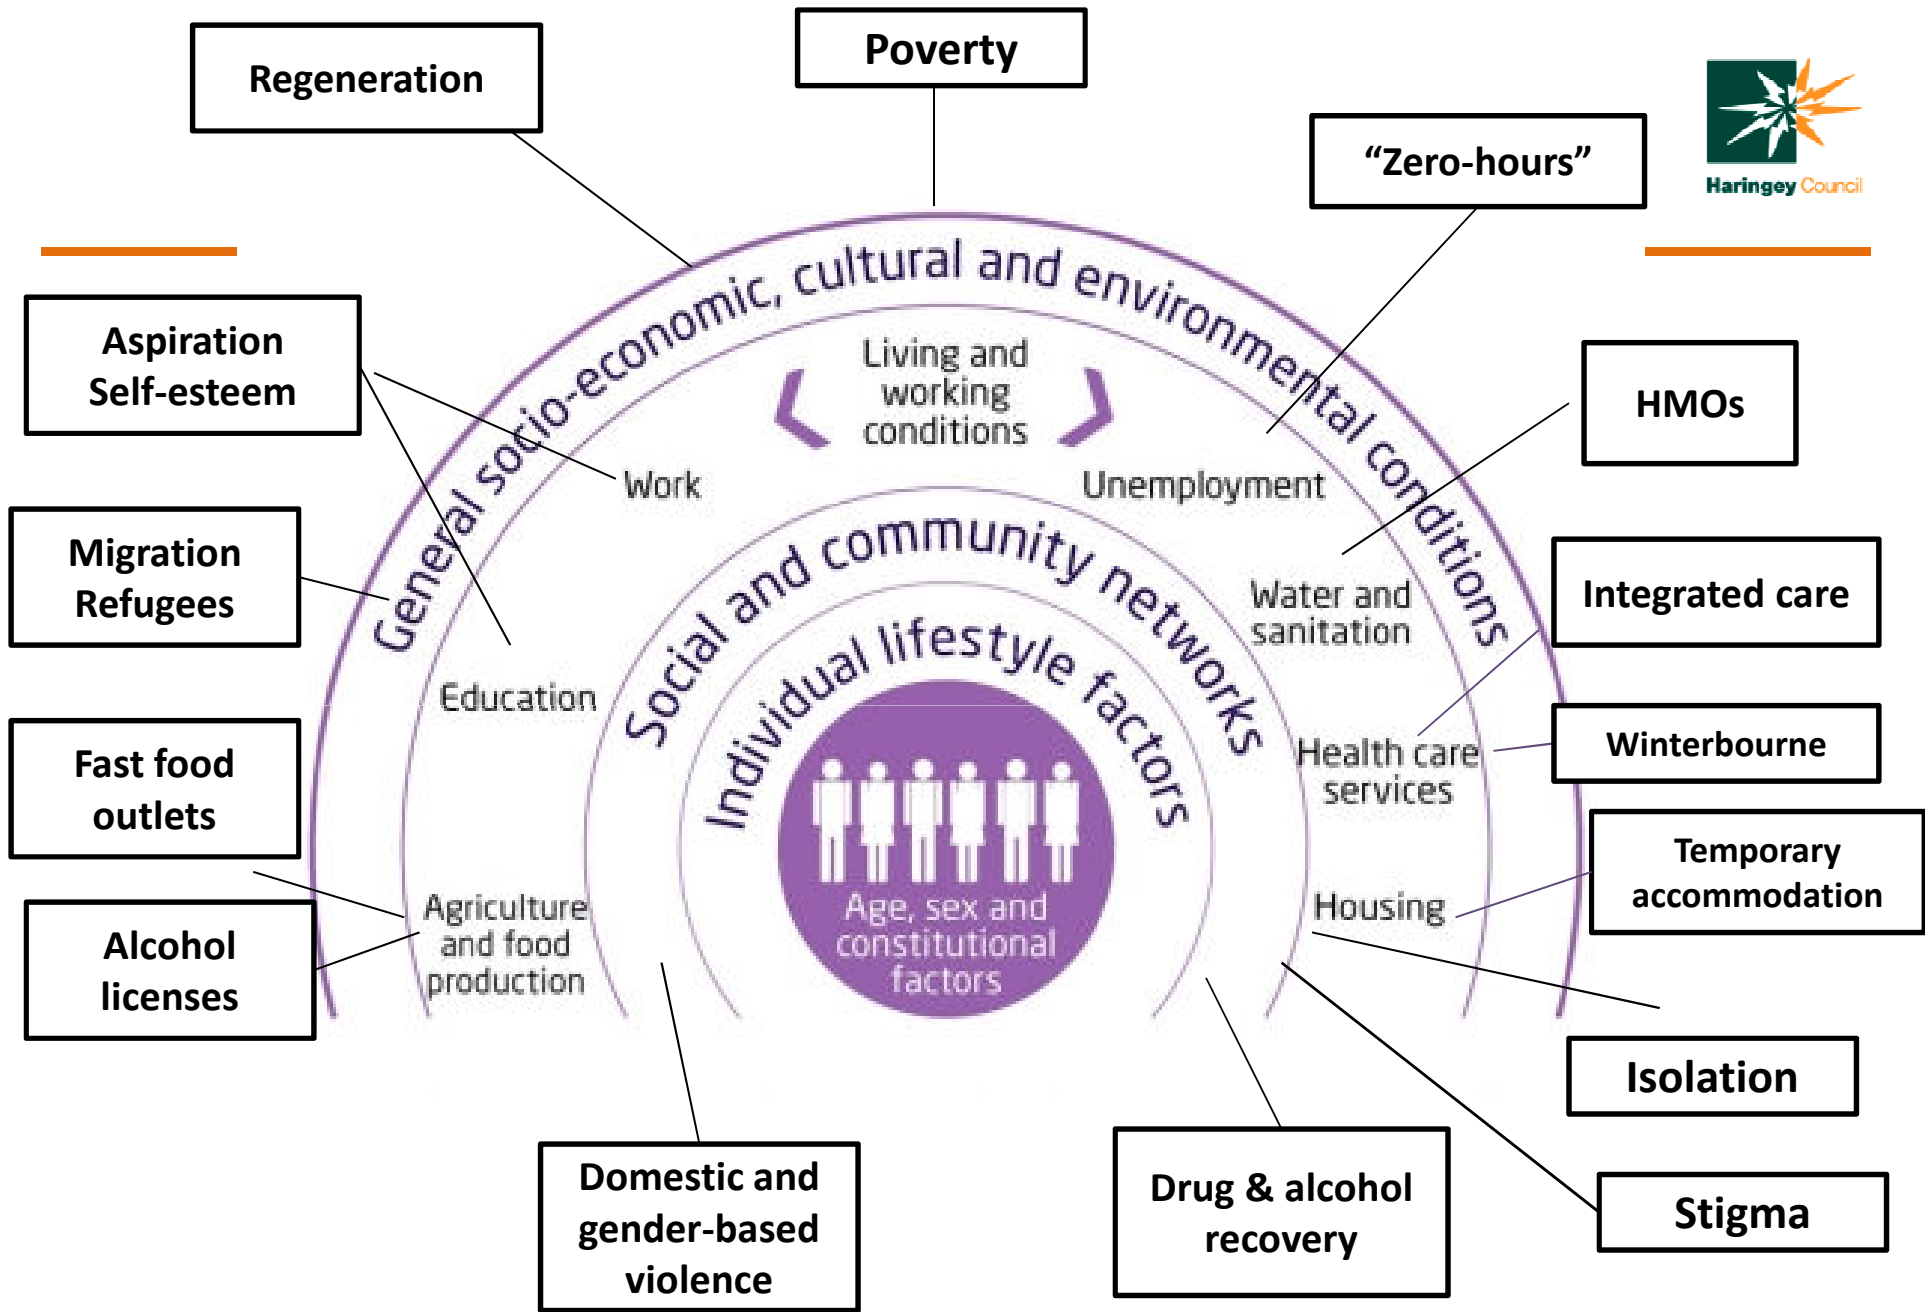 Regeneration
Poverty
“Zero-hours”
Haringey Council
Aspiration
Self-esteem
HMOs
Migration
Refugees
Integrated care
Fast food
outlets
Winterbourne
Alcohol
licenses
Temporary
accommodation
Isolation
Stigma
Domestic and
gender-based
violence
Drug & alcohol
recovery
General socio-economic, cultural and environmental conditions
Living and
working
conditions
Work
Unemployment
Education
Water and
sanitation
Agriculture
and food
production
Health care
services
Housing
Social and community networks
Individual lifestyle factors
Age, sex and
constitutional
factors